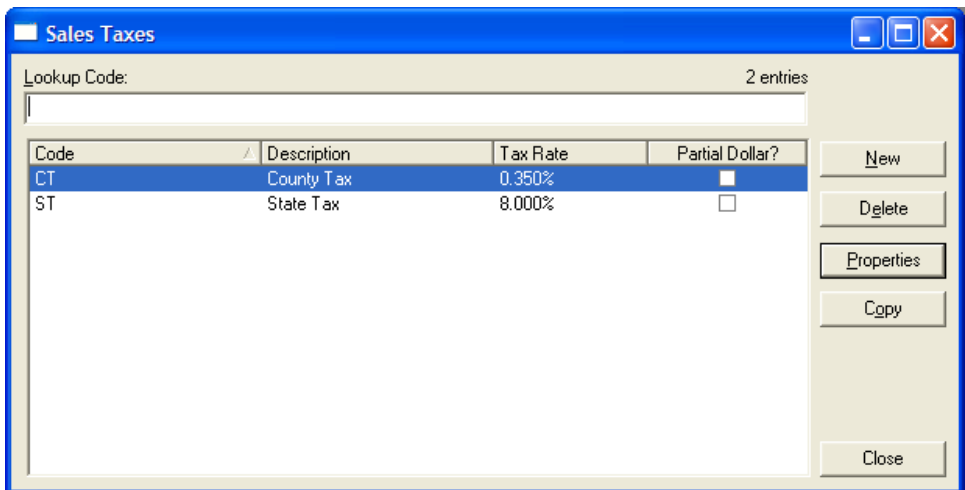 Sales Taxes
Lookup Code: 2 entries
Code Description Tax Rate Partial Dollar?
CT County Tax 0.350%
ST State Tax 8.000%
New
Delete
Properties
Copy
Close